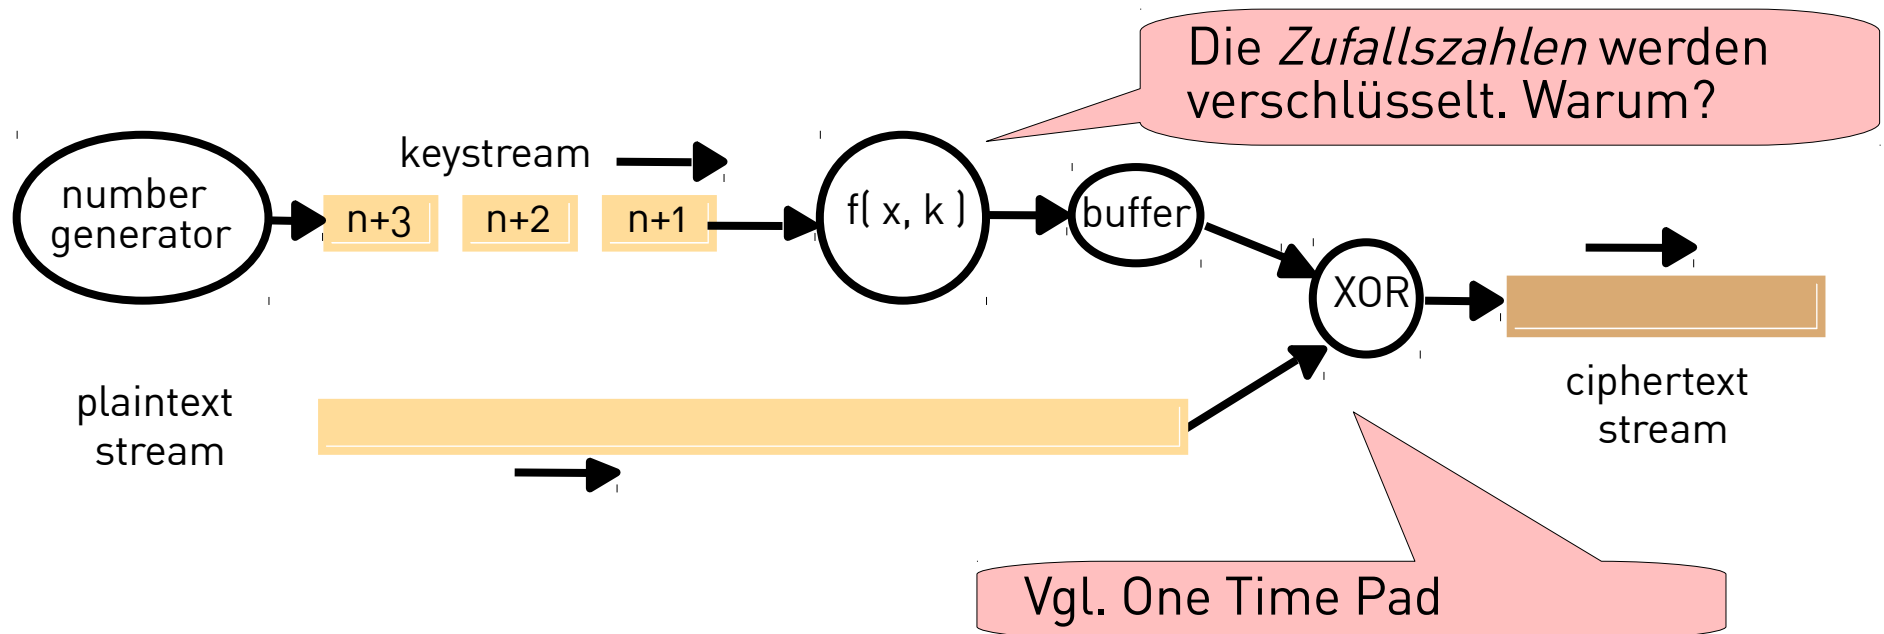 Die Zufallszahlen werden
verschlüsselt. Warum?
keystream
number
generator
n+3
n+2
n+1
f( x, k )
buffer
XOR
plaintext
stream
ciphertext
stream
Vgl. One Time Pad